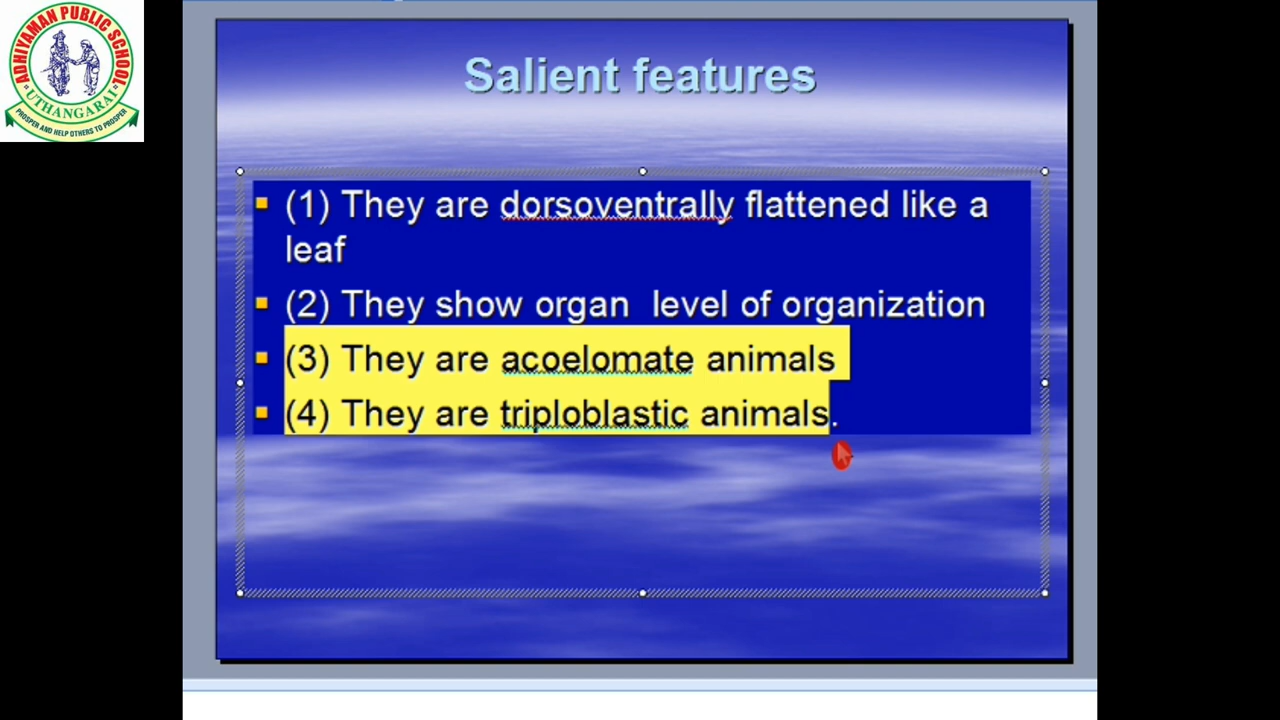 ADHIYAMAN PUBLIC SCHOOL
UTHANGARAI
PROSPER AND HELP OTHERS TO PROSPER
Salient features
(1) They are dorsoventrally flattened like a
leaf
(2) They show organ level of organization
(3) They are acoelomate animals
(4) They are triploblastic animals.